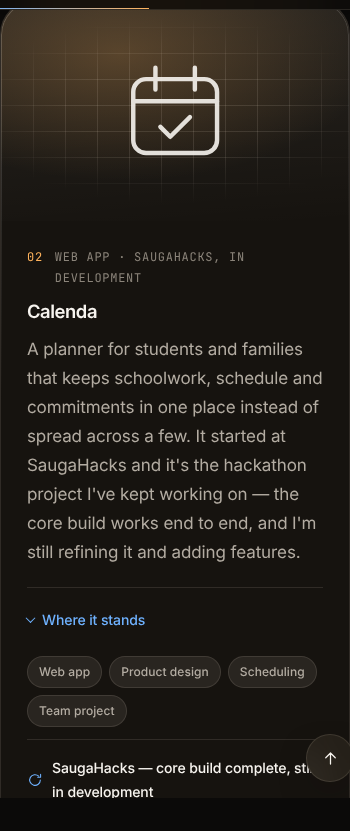 02 WEB APP · SAUGAHACKS, IN
DEVELOPMENT
Calenda
A planner for students and families
that keeps schoolwork, schedule and
commitments in one place instead of
spread across a few. It started at
SaugaHacks and it's the hackathon
project I've kept working on — the
core build works end to end, and I'm
still refining it and adding features.
Where it stands
Web app Product design Scheduling
Team project
SaugaHacks — core build complete,
in development